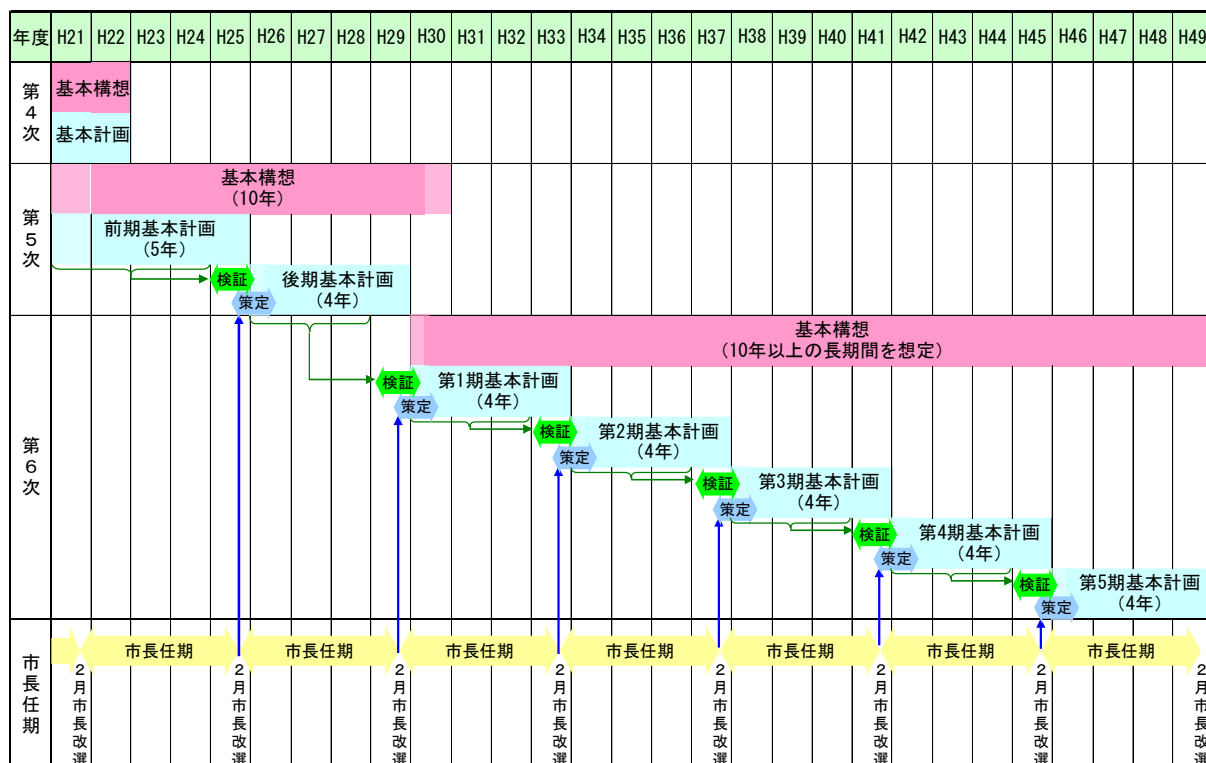 年度 H21 H22 H23 H24 H25 H26 H27 H28 H29 H30 H31 H32 H33 H34 H35 H36 H37 H38 H39 H40 H41 H42 H43 H44 H45 H46 H47 H48 H49
第4次
基本構想
基本計画
第5次
基本構想
(10年)
前期基本計画
(5年)
検証
後期基本計画
(4年)
策定
第6次
基本構想
(10年以上の長期間を想定)
検証
第1期基本計画
(4年)
策定
検証
第2期基本計画
(4年)
策定
検証
第3期基本計画
(4年)
策定
検証
第4期基本計画
(4年)
策定
検証
第5期基本計画
(4年)
策定
市長任期
市長任期 市長任期 市長任期 市長任期 市長任期 市長任期 市長任期
2月市長改選 2月市長改選 2月市長改選 2月市長改選 2月市長改選 2月市長改選 2月市長改選